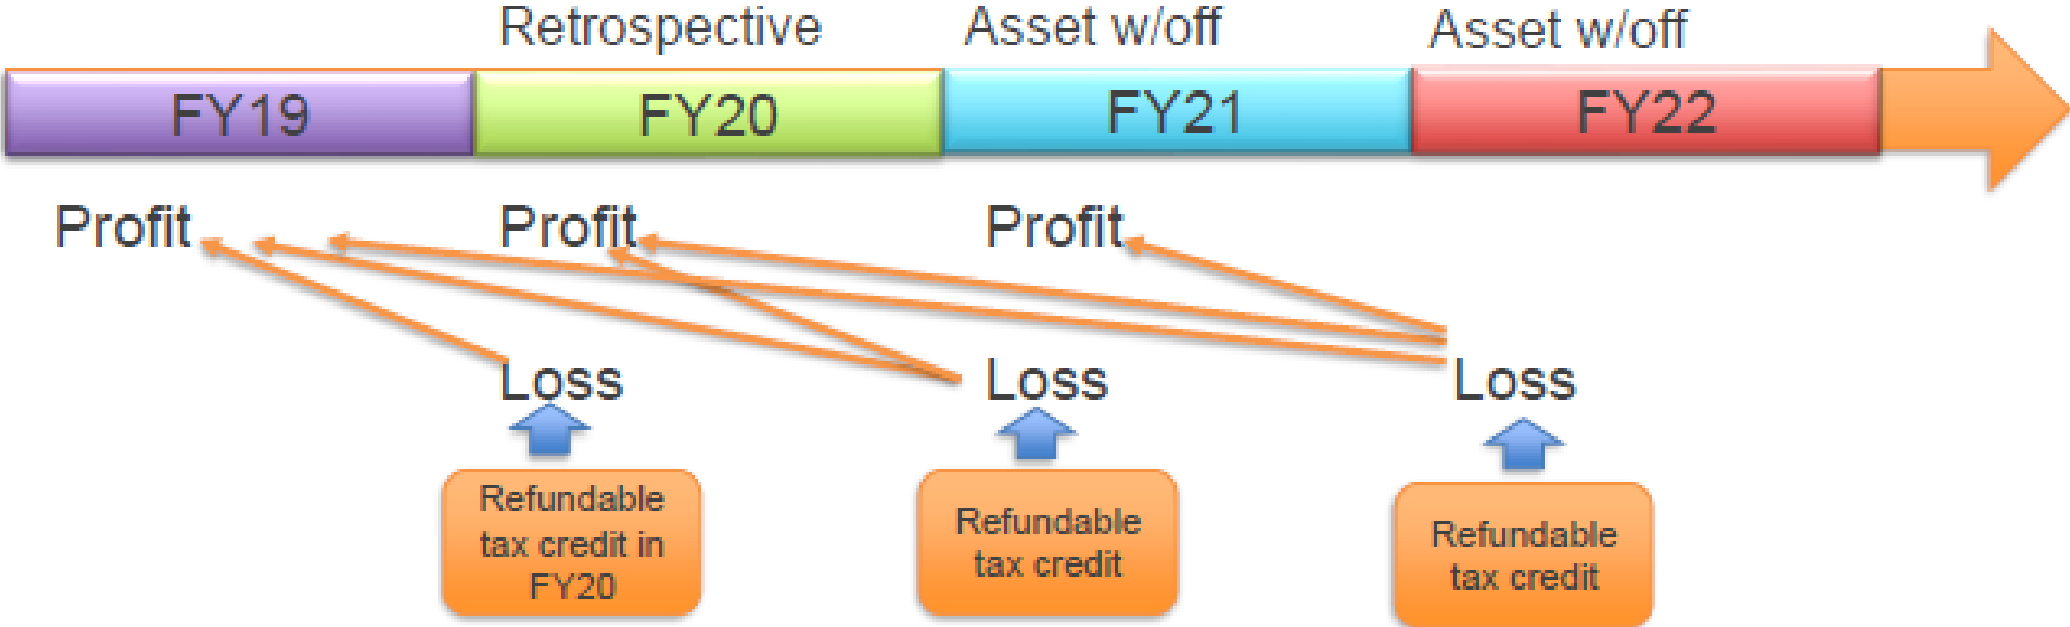 Retrospective Asset w/off Asset w/off
FY19 FY20 FY21 FY22
Profit Profit Profit
Loss Loss Loss
Refundable
tax credit in
FY20
Refundable
tax credit
Refundable
tax credit